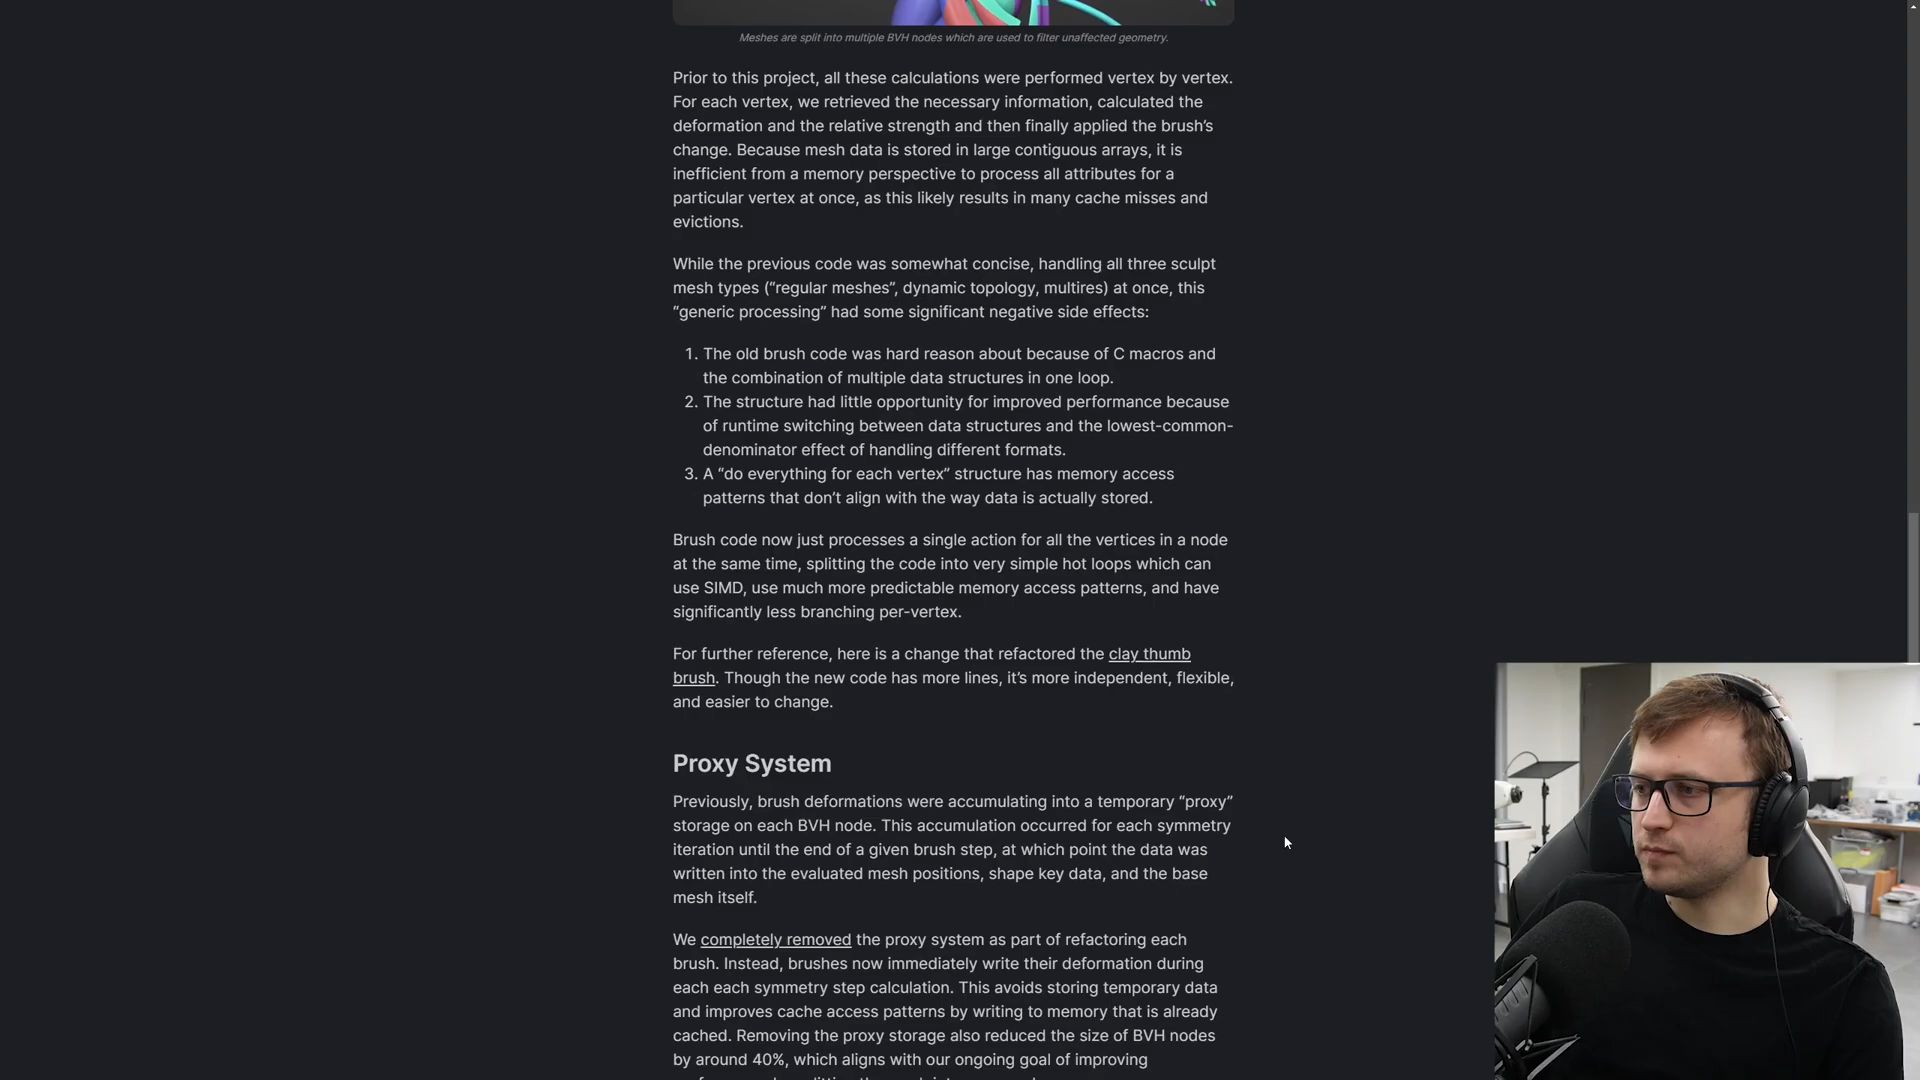 Meshes are split into multiple BVH nodes which are used to filter unaffected geometry.
Prior to this project, all these calculations were performed vertex by vertex.
For each vertex, we retrieved the necessary information, calculated the
deformation and the relative strength and then finally applied the brush’s
change. Because mesh data is stored in large contiguous arrays, it is
inefficient from a memory perspective to process all attributes for a
particular vertex at once, as this likely results in many cache misses and
evictions.
While the previous code was somewhat concise, handling all three sculpt
mesh types (“regular meshes”, dynamic topology, multires) at once, this
“generic processing” had some significant negative side effects:
1. The old brush code was hard reason about because of C macros and
the combination of multiple data structures in one loop.
2. The structure had little opportunity for improved performance because
of runtime switching between data structures and the lowest-common-
denominator effect of handling different formats.
3. A “do everything for each vertex” structure has memory access
patterns that don’t align with the way data is actually stored.
Brush code now just processes a single action for all the vertices in a node
at the same time, splitting the code into very simple hot loops which can
use SIMD, use much more predictable memory access patterns, and have
significantly less branching per-vertex.
For further reference, here is a change that refactored the clay thumb
brush. Though the new code has more lines, it’s more independent, flexible,
and easier to change.
Proxy System
Previously, brush deformations were accumulating into a temporary “proxy”
storage on each BVH node. This accumulation occurred for each symmetry
iteration until the end of a given brush step, at which point the data was
written into the evaluated mesh positions, shape key data, and the base
mesh itself.
We completely removed the proxy system as part of refactoring each
brush. Instead, brushes now immediately write their deformation during
each each symmetry step calculation. This avoids storing temporary data
and improves cache access patterns by writing to memory that is already
cached. Removing the proxy storage also reduced the size of BVH nodes
by around 40%, which aligns with our ongoing goal of improving